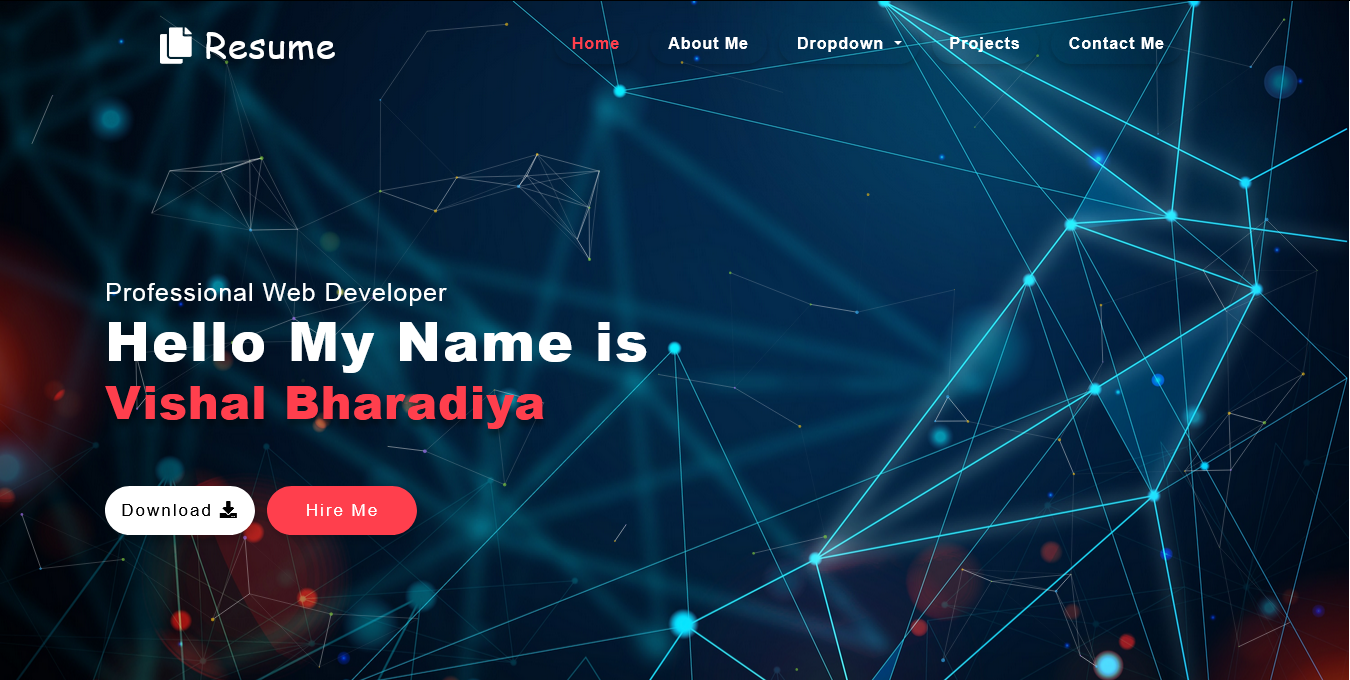 Resume
Home About Me Dropdown Projects Contact Me
Professional Web Developer
Hello My Name is
Vishal Bharadiya
Download Hire Me